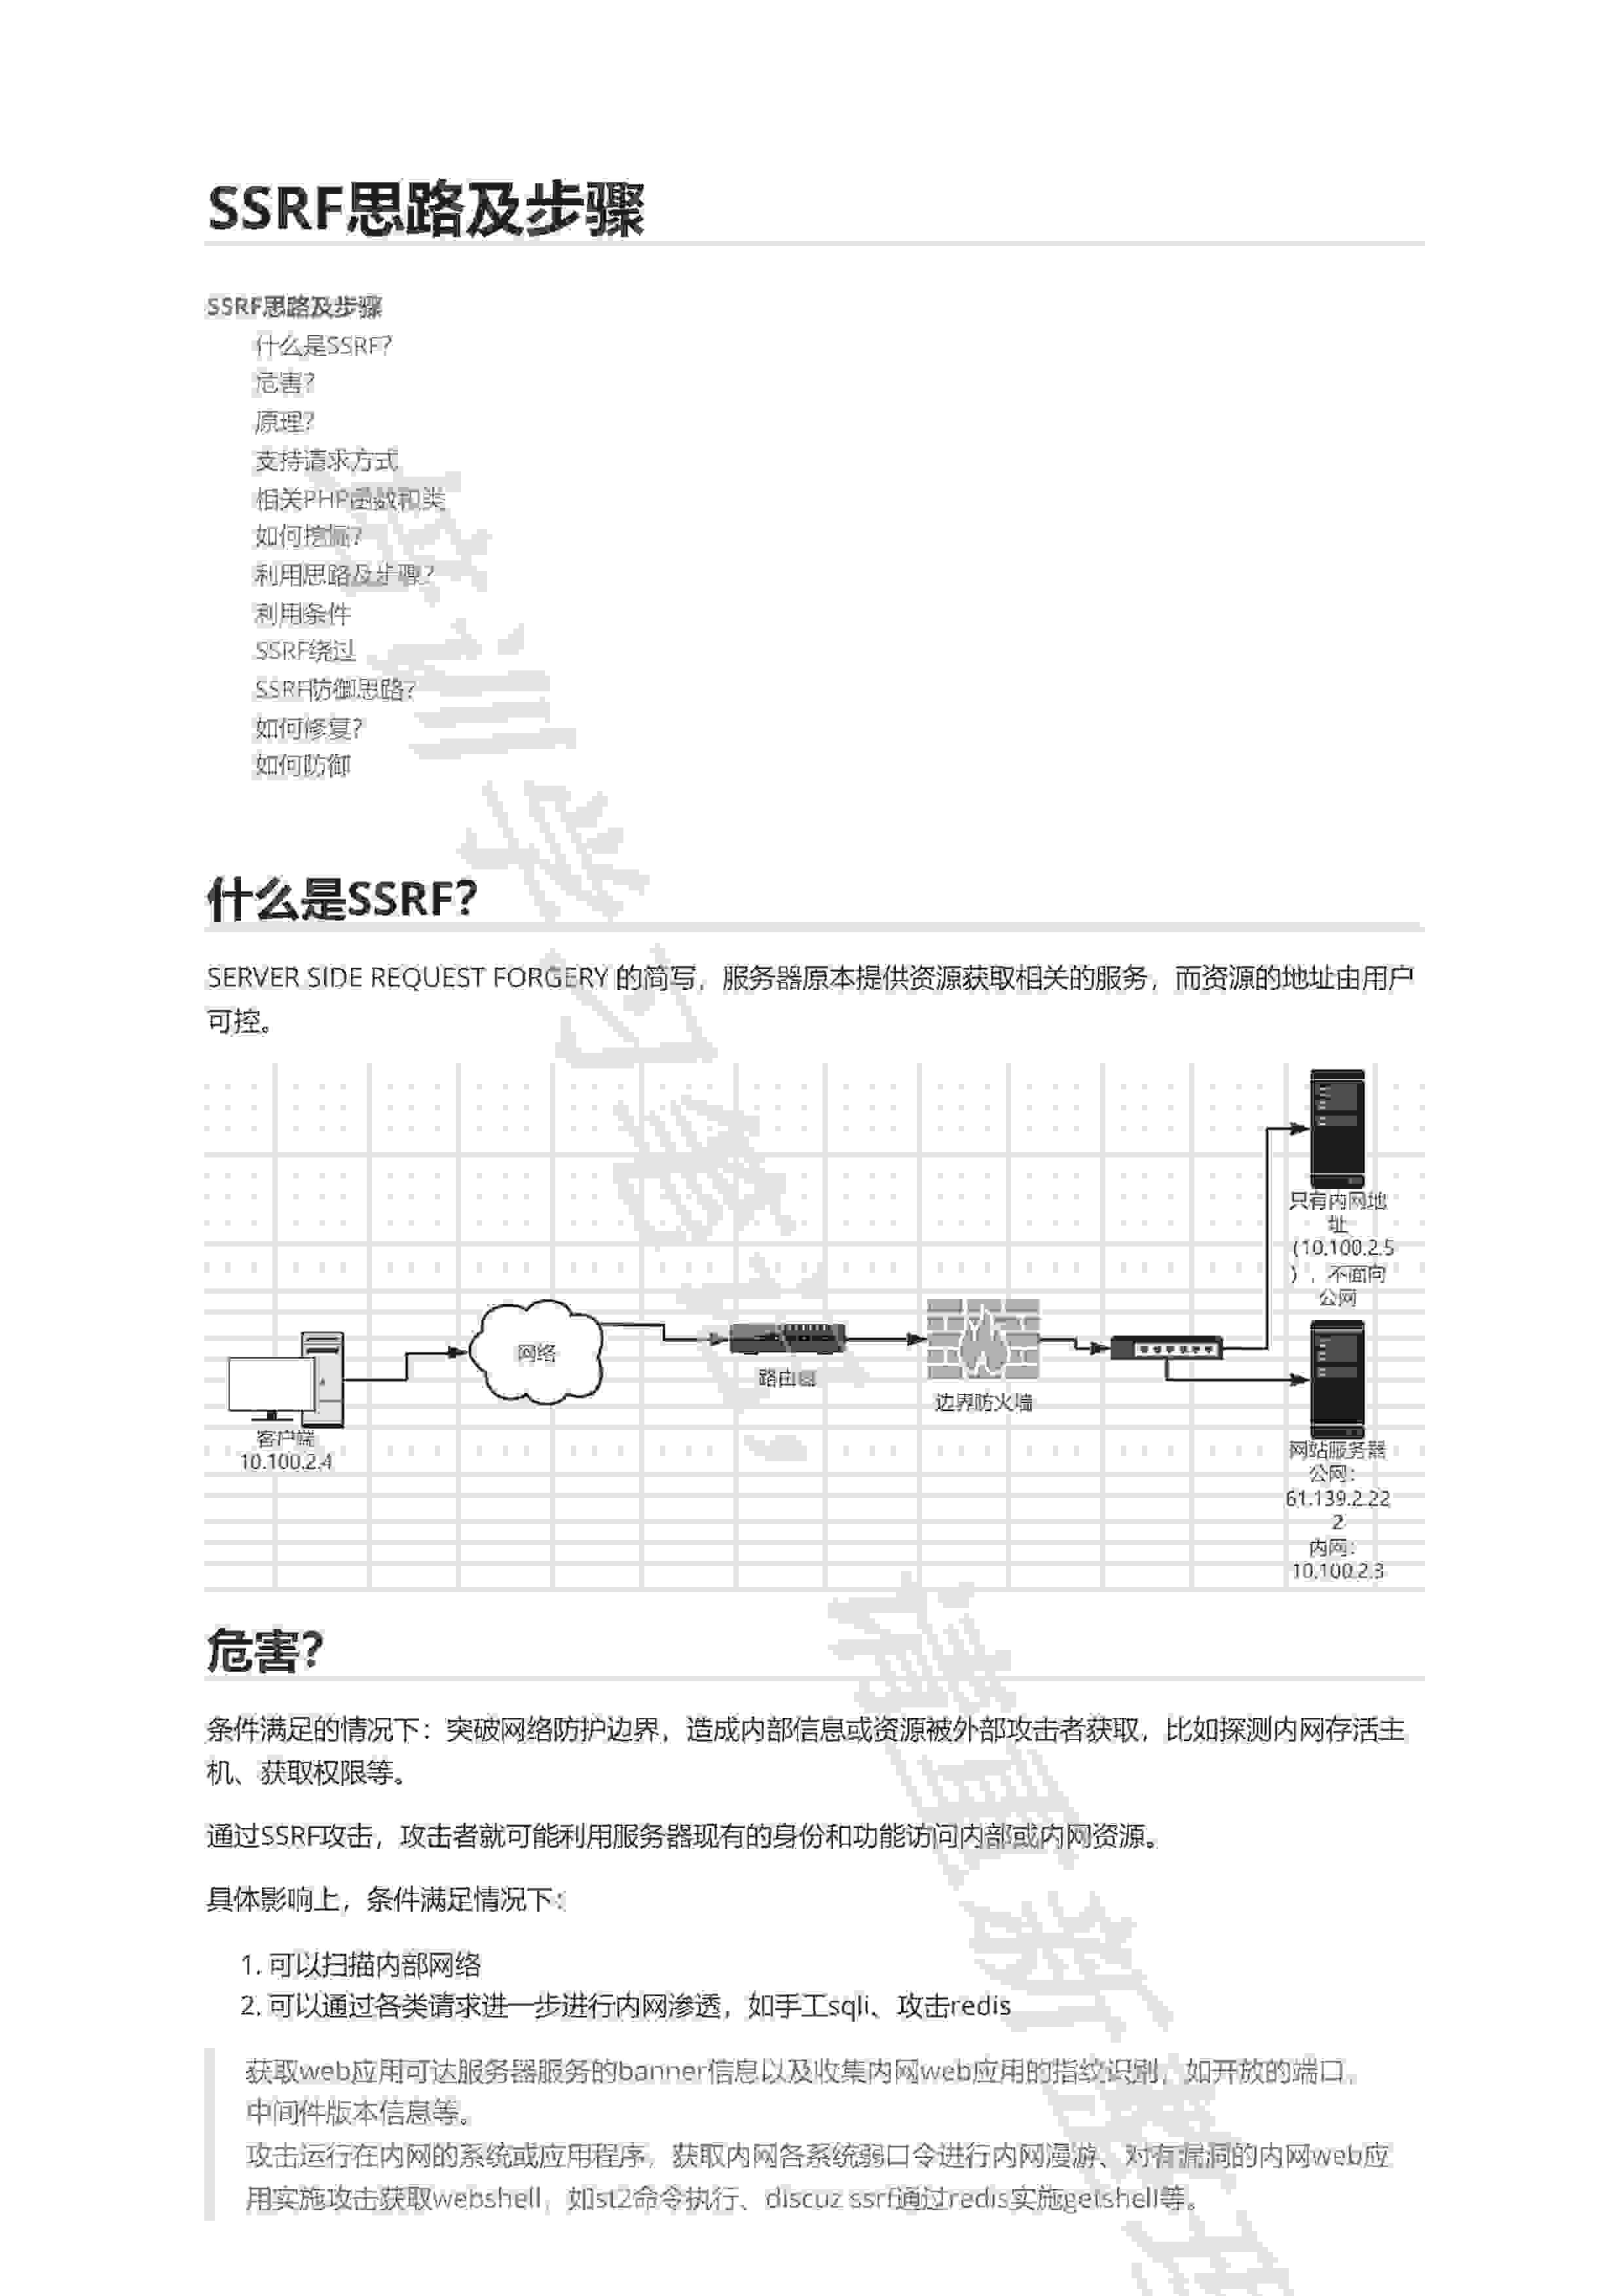 SSRF思路及步骤
SSRF思路及步骤
什么是SSRF？
危害？
原理？
支持请求方式
相关PHP函数和类
如何挖掘？
利用思路及步骤？
利用条件
SSRF绕过
SSRF防御思路？
如何修复？
如何防御
什么是SSRF？
SERVER SIDE REQUEST FORGERY 的简写，服务器原本提供资源获取相关的服务，而资源的地址由用户
可控。
只有内网地
址
(10.100.2.5
)，不面向
公网
网络
路由器
边界防火墙
客户端
10.100.2.4
网站服务器
公网：
61.139.2.22
2
内网：
10.100.2.3
危害？
条件满足的情况下：突破网络防护边界，造成内部信息或资源被外部攻击者获取，比如探测内网存活主
机、获取权限等。
通过SSRF攻击，攻击者就可能利用服务器现有的身份和功能访问内部或内网资源。
具体影响上，条件满足情况下：
1. 可以扫描内部网络
2. 可以通过各类请求进一步进行内网渗透，如手工sqli、攻击redis
获取web应用可达服务器服务的banner信息以及收集内网web应用的指纹识别，如开放的端口，
中间件版本信息等。
攻击运行在内网的系统或应用程序，获取内网各系统弱口令进行内网漫游、对有漏洞的内网web应
用实施攻击获取webshell，如st2命令执行、discuz ssrf通过redis实施getshell等。